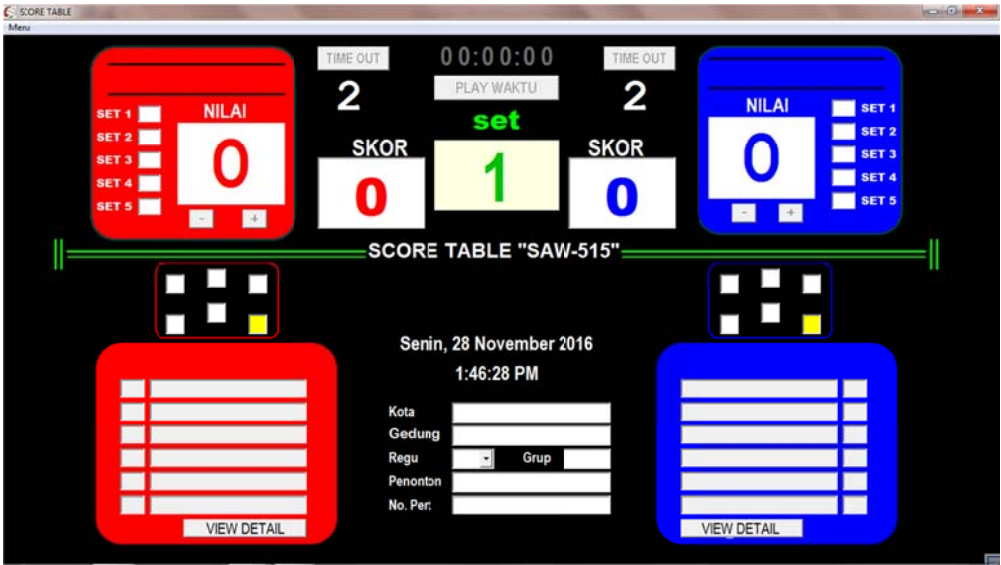 SCORE TABLE
Menu
TIME OUT
00:00:00
TIME OUT
2
PLAY WAKTU
2
SET 1
SET 2
SET 3
SET 4
SET 5
NILAI
0
- +
set
SKOR
0
1
SKOR
0
NILAI
0
- +
SET 1
SET 2
SET 3
SET 4
SET 5
SCORE TABLE "SAW-515"
Senin, 28 November 2016
1:46:28 PM
Kota
Gedung
Regu Grup
Penonton
No. Per:
VIEW DETAIL
VIEW DETAIL